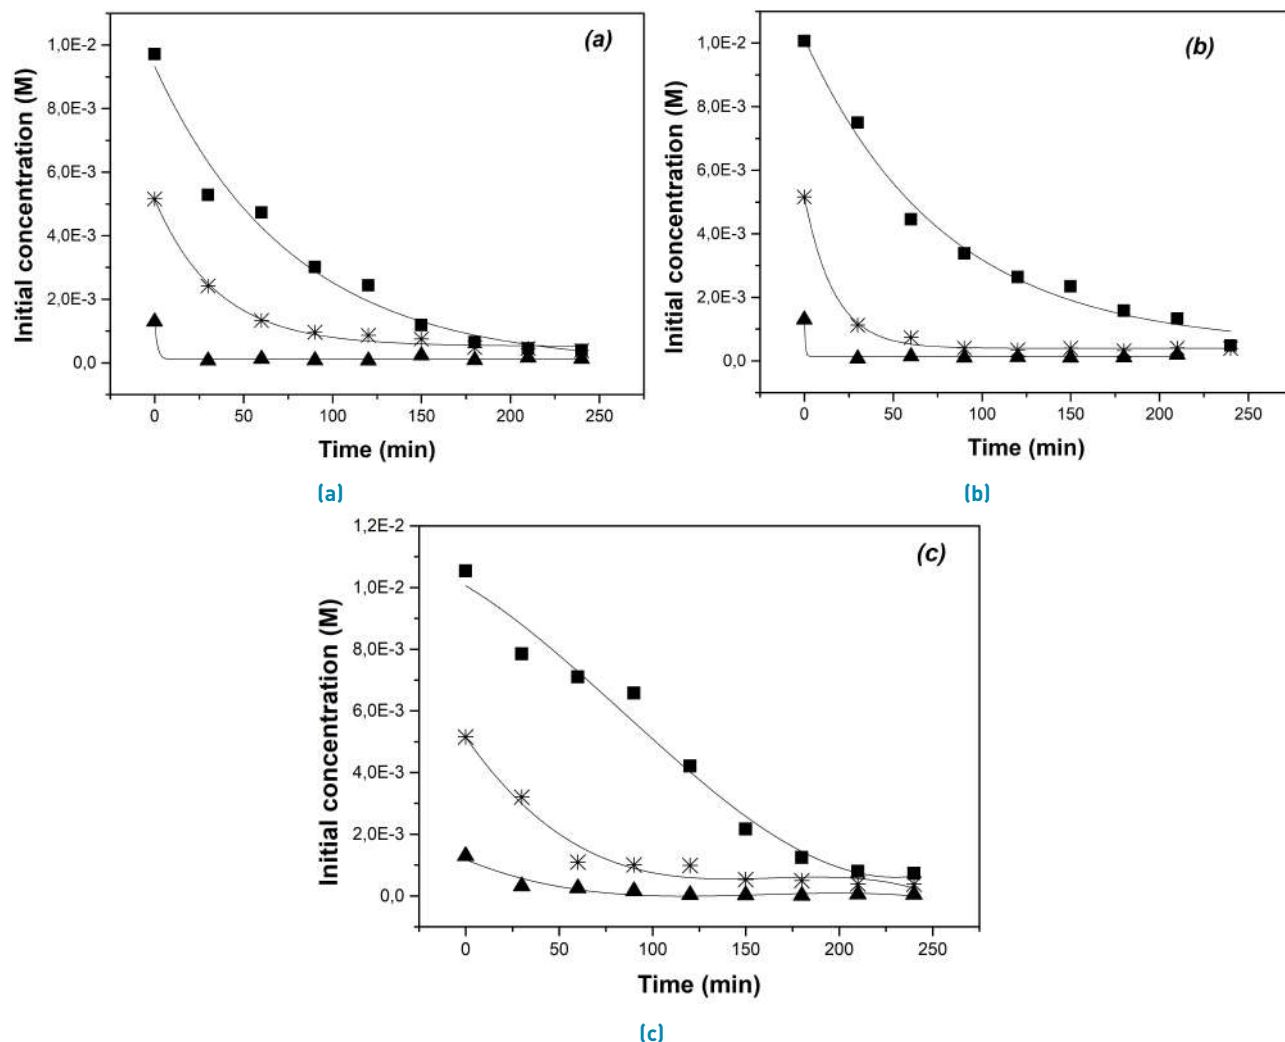 (a)
Initial concentration (M)
1,0E-2
8,0E-3
6,0E-3
4,0E-3
2,0E-3
0,0
0 50 100 150 200 250
Time (min)
(a)
(b)
Initial concentration (M)
1,0E-2
8,0E-3
6,0E-3
4,0E-3
2,0E-3
0,0
0 50 100 150 200 250
Time (min)
(b)
(c)
Initial concentration (M)
1,2E-2
1,0E-2
8,0E-3
6,0E-3
4,0E-3
2,0E-3
0,0
0 50 100 150 200 250
Time (min)
(c)